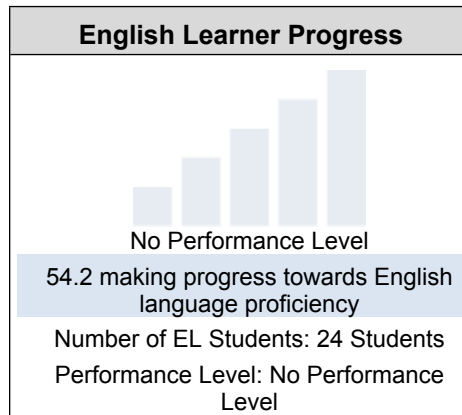 English Learner Progress
No Performance Level
54.2 making progress towards English
language proficiency
Number of EL Students: 24 Students
Performance Level: No Performance
Level